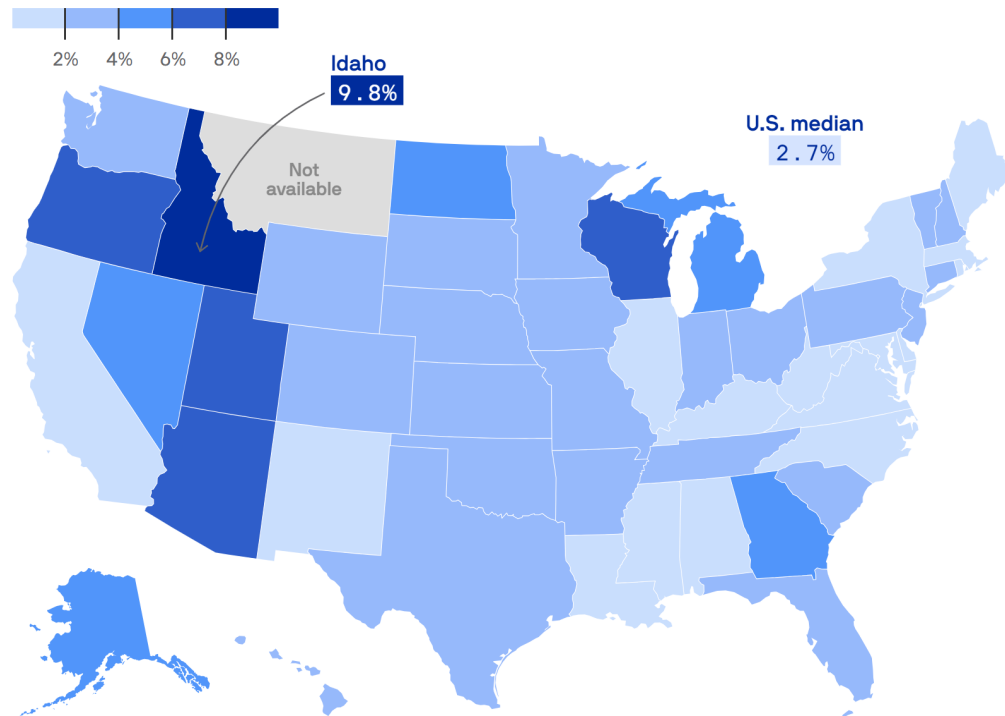 2% 4% 6% 8%
Idaho
9.8%
U.S. median
2.7%
Not
available